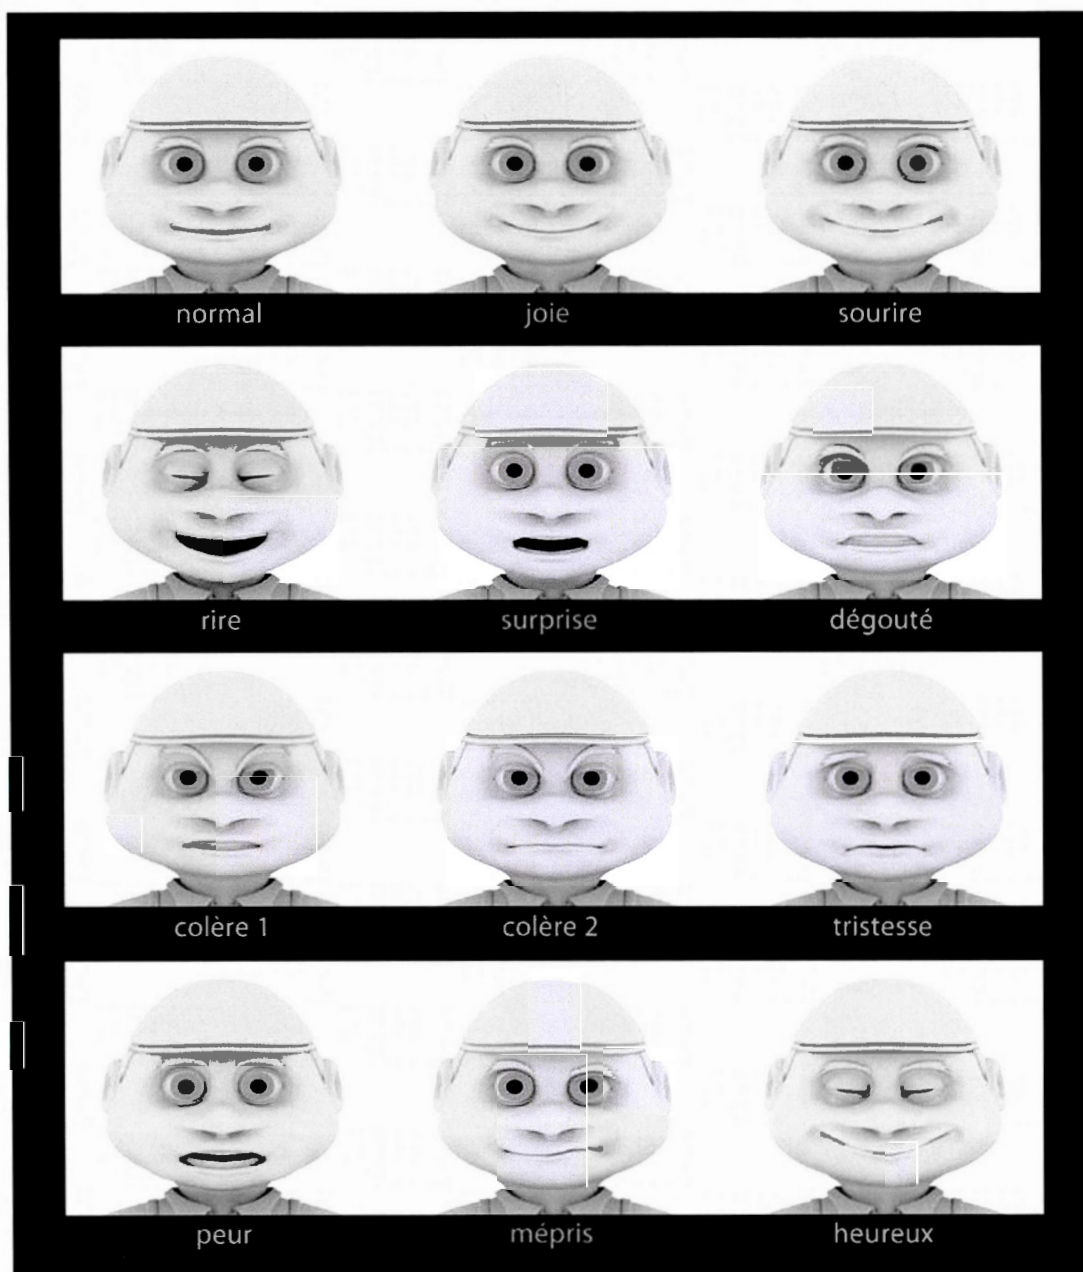 normal joie sourire
rire surprise dégouté
colère 1 colère 2 tristesse
peur mépris heureux